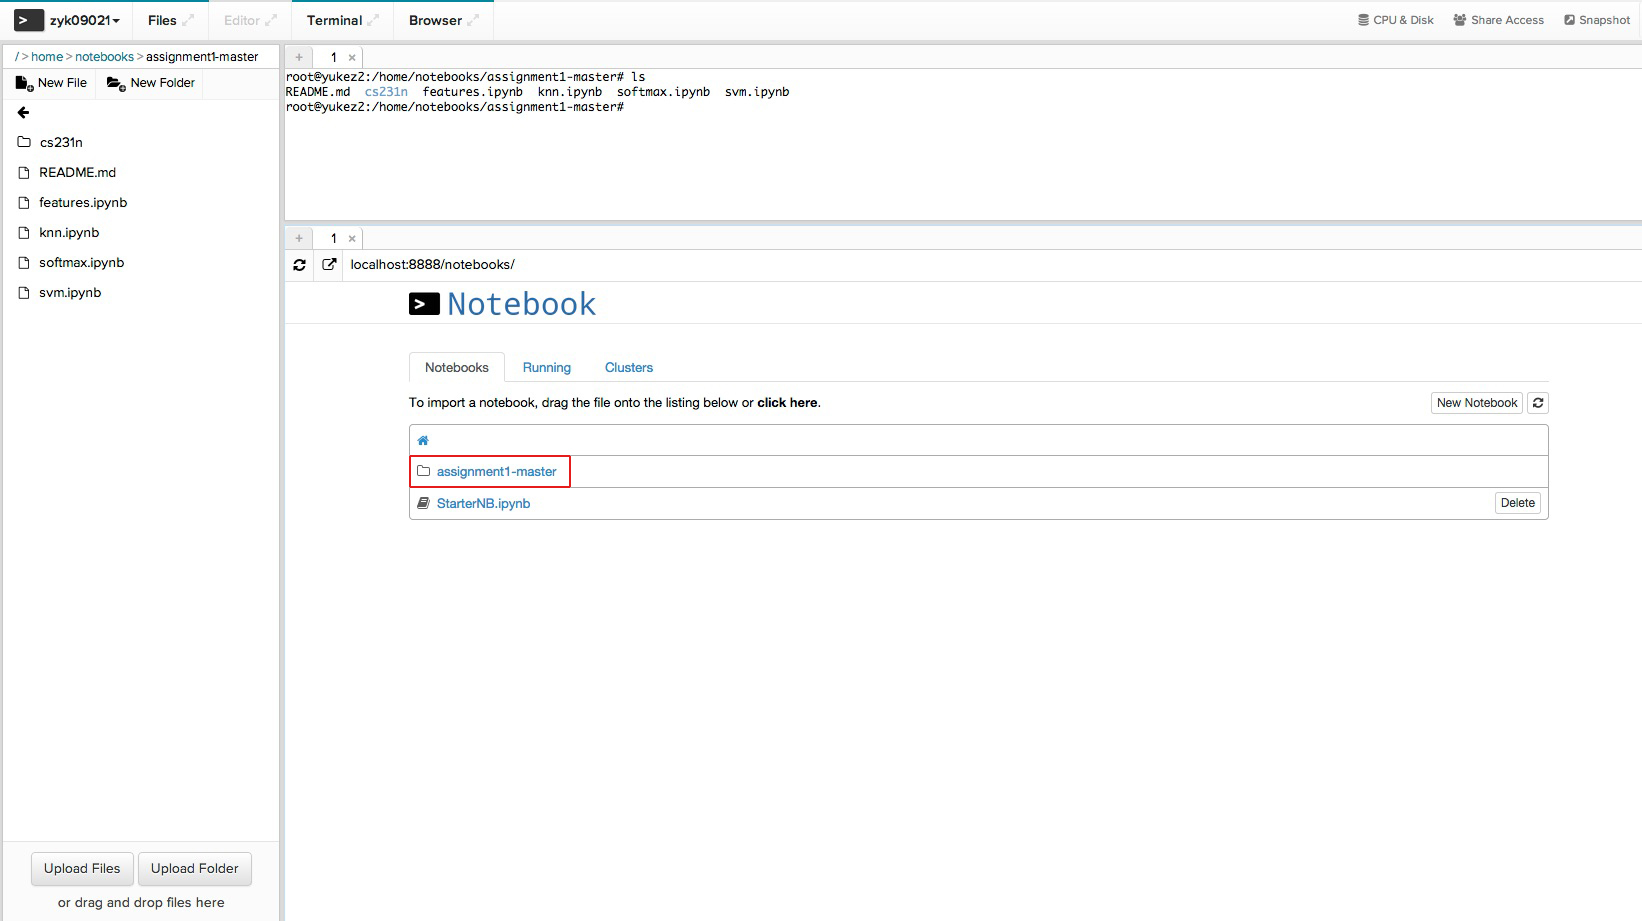 > zyk09021 Files Editor Terminal Browser CPU & Disk Share Access Snapshot
/ > home > notebooks > assignment1-master
New File New Folder
cs231n
README.md
features.ipynb
knn.ipynb
softmax.ipynb
svm.ipynb
Upload Files Upload Folder
or drag and drop files here
+ 1 ×
root@yukez2:/home/notebooks/assignment1-master# ls
README.md cs231n features.ipynb knn.ipynb softmax.ipynb svm.ipynb
root@yukez2:/home/notebooks/assignment1-master#
+ 1 ×
localhost:8888/notebooks/
> Notebook
Notebooks Running Clusters
To import a notebook, drag the file onto the listing below or click here. New Notebook
assignment1-master
StarterNB.ipynb Delete